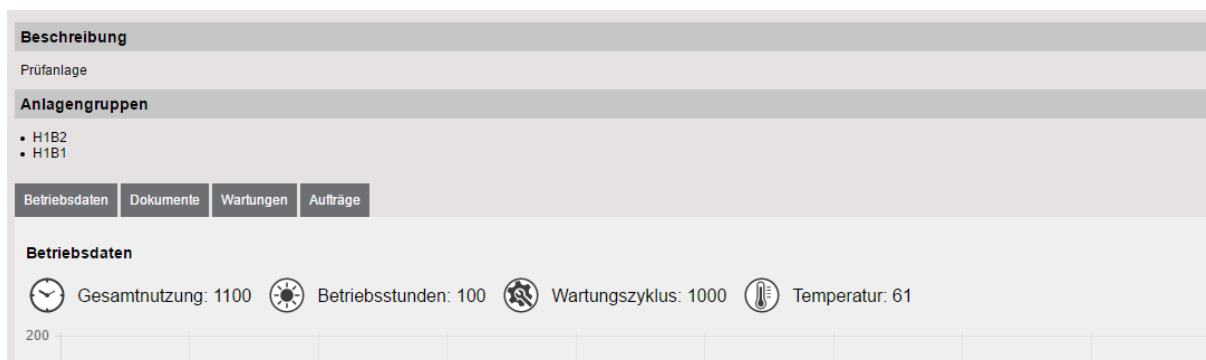 Beschreibung
Prüfanlage
Anlagengruppen
• H1B2
• H1B1
Betriebsdaten Dokumente Wartungen Aufträge
Betriebsdaten
Gesamtnutzung: 1100 Betriebsstunden: 100 Wartungszyklus: 1000 Temperatur: 61
200